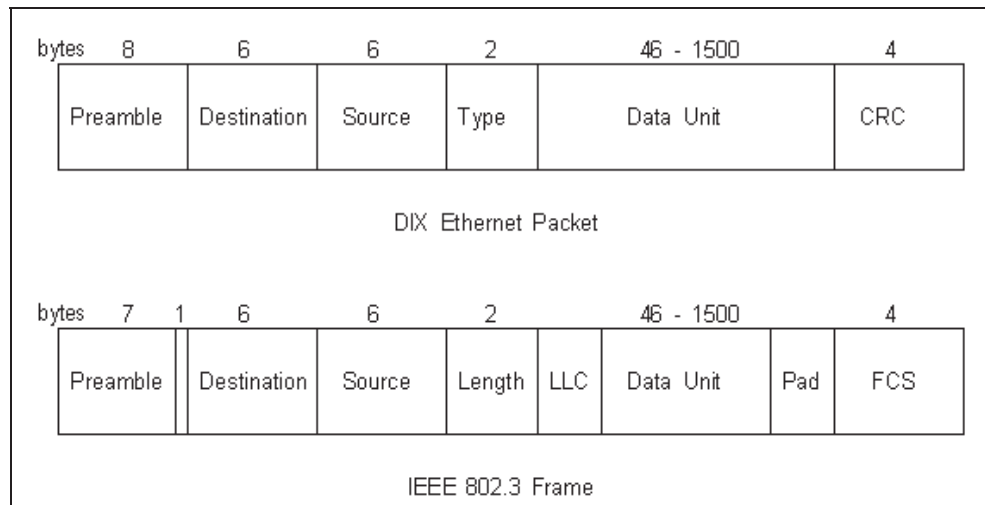 bytes 8 6 6 2 46 - 1500 4
Preamble Destination Source Type Data Unit CRC
DIX Ethernet Packet
bytes 7 1 6 6 2 46 - 1500 4
Preamble Destination Source Length LLC Data Unit Pad FCS
IEEE 802.3 Frame